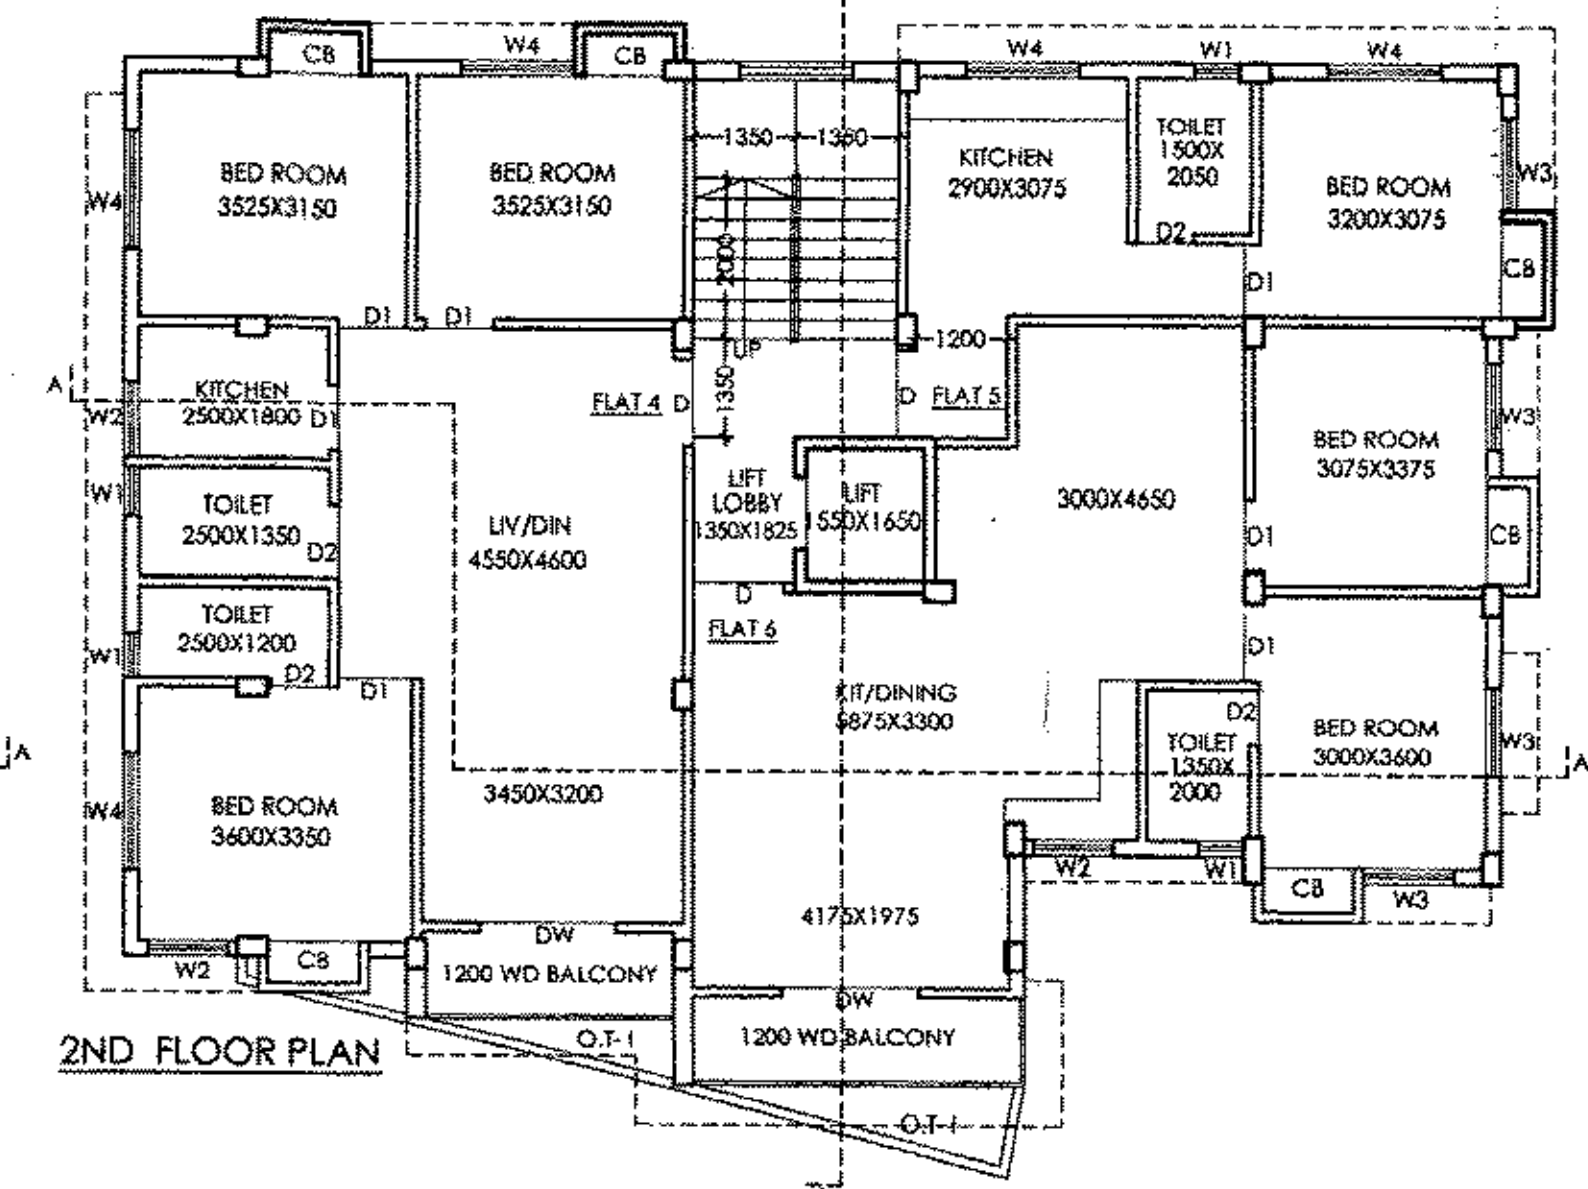 CB
W4
CB
W4
W1
W4
BED ROOM
3525X3150
BED ROOM
3525X3150
1350
1350
KITCHEN
2900X3075
TOILET
1500X
2050
BED ROOM
3200X3075
W3
W4
2000
D2
CB
D1
D1
D1
UP
1200
A
KITCHEN
2500X1800
D1
W2
FLAT 4
D
1350
D
FLAT 5
W3
BED ROOM
3075X3375
W1
TOILET
2500X1350
D2
LIV/DIN
4550X4600
LIFT
LOBBY
1350X1825
LIFT
1550X1650
3000X4650
D1
CB
TOILET
2500X1200
D
FLAT 6
W1
D2
D1
D1
KIT/DINING
5875X3300
D2
TOILET
1350X
2000
BED ROOM
3000X3600
W3
A
A
W4
BED ROOM
3600X3350
3450X3200
W2
W1
CB
W3
4175X1975
W2
CB
DW
1200 WD BALCONY
DW
1200 WD BALCONY
O.T-1
O.T-1
2ND FLOOR PLAN